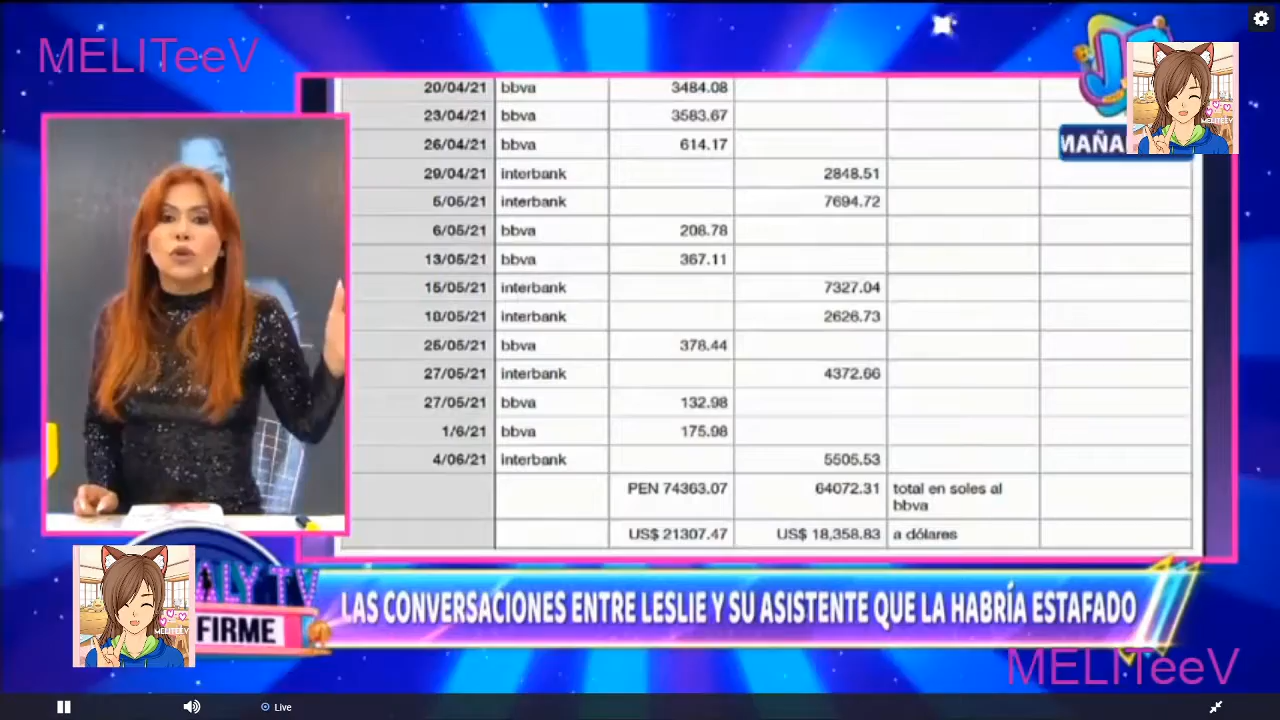 MELITeeV
MAÑA
MELITEEV
20/04/21 bbva 3484.08
23/04/21 bbva 3583.67
26/04/21 bbva 614.17
29/04/21 interbank 2848.51
5/05/21 interbank 7694.72
6/05/21 bbva 208.78
13/05/21 bbva 367.11
15/05/21 interbank 7327.04
18/05/21 interbank 2626.73
25/05/21 bbva 378.44
27/05/21 interbank 4372.66
27/05/21 bbva 132.98
1/6/21 bbva 175.98
4/06/21 interbank 5505.53
PEN 74363.07 64072.31 total en soles al
bbva
US$ 21307.47 US$ 18,358.83 a dólares
ALY TV
FIRME
MELITEEV
LAS CONVERSACIONES ENTRE LESLIE Y SU ASISTENTE QUE LA HABRÍA ESTAFADO
MELITeeV
Live